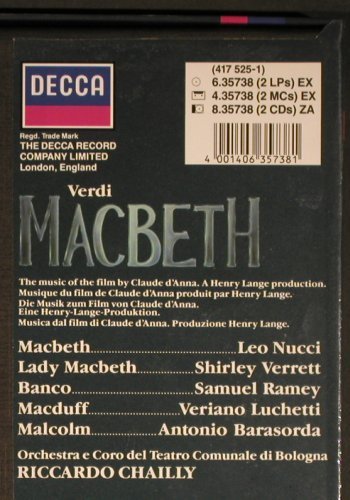 DECCA
Regd. Trade Mark
THE DECCA RECORD
COMPANY LIMITED
London, England
(417 525-1)
6.35738 (2 LPs) EX
4.35738 (2 MCs) EX
8.35738 (2 CDs) ZA
4 001406 357381
Verdi
MACBETH
The music of the film by Claude d'Anna. A Henry Lange production.
Musique du film de Claude d'Anna produit par Henry Lange.
Die Musik zum Film von Claude d'Anna.
Eine Henry-Lange-Produktion.
Musica dal film di Claude d'Anna. Produzione Henry Lange.
Macbeth................................Leo Nucci
Lady Macbeth................Shirley Verrett
Banco................................Samuel Ramey
Macduff....................Veriano Luchetti
Malcolm................Antonio Barasorda
Orchestra e Coro del Teatro Comunale di Bologna
RICCARDO CHAILLY